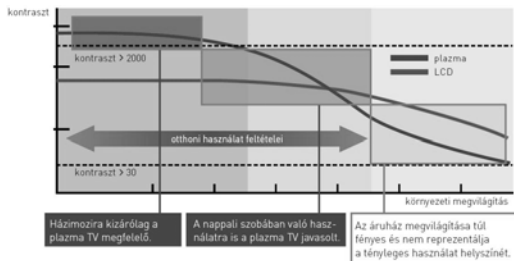 kontraszt
kontraszt > 2000
plazma
LCD
otthoni használat feltételei
kontraszt > 30
környezeti megvilágítás
Házimozira kizárólag a
plazma TV megfelelő.
A nappali szobában való hasz-
nálatra is a plazma TV javasolt.
Az áruház megvilágítása túl
fényes és nem reprezentálja
a tényleges használat helyszínét.